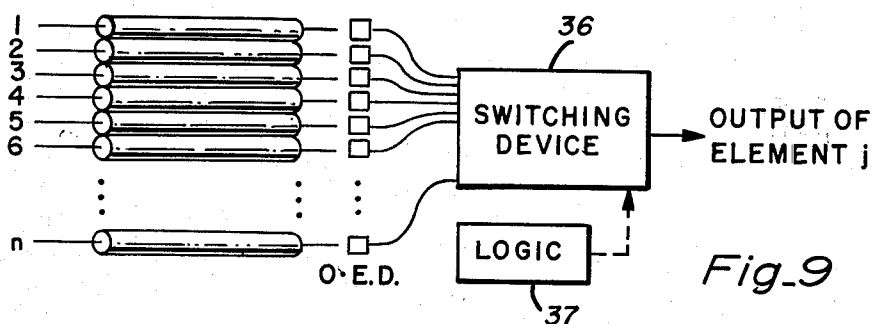 1
2
3
4
5
6
n
O·E.D.
36
SWITCHING
DEVICE
OUTPUT OF
ELEMENT j
LOGIC
37
Fig_9